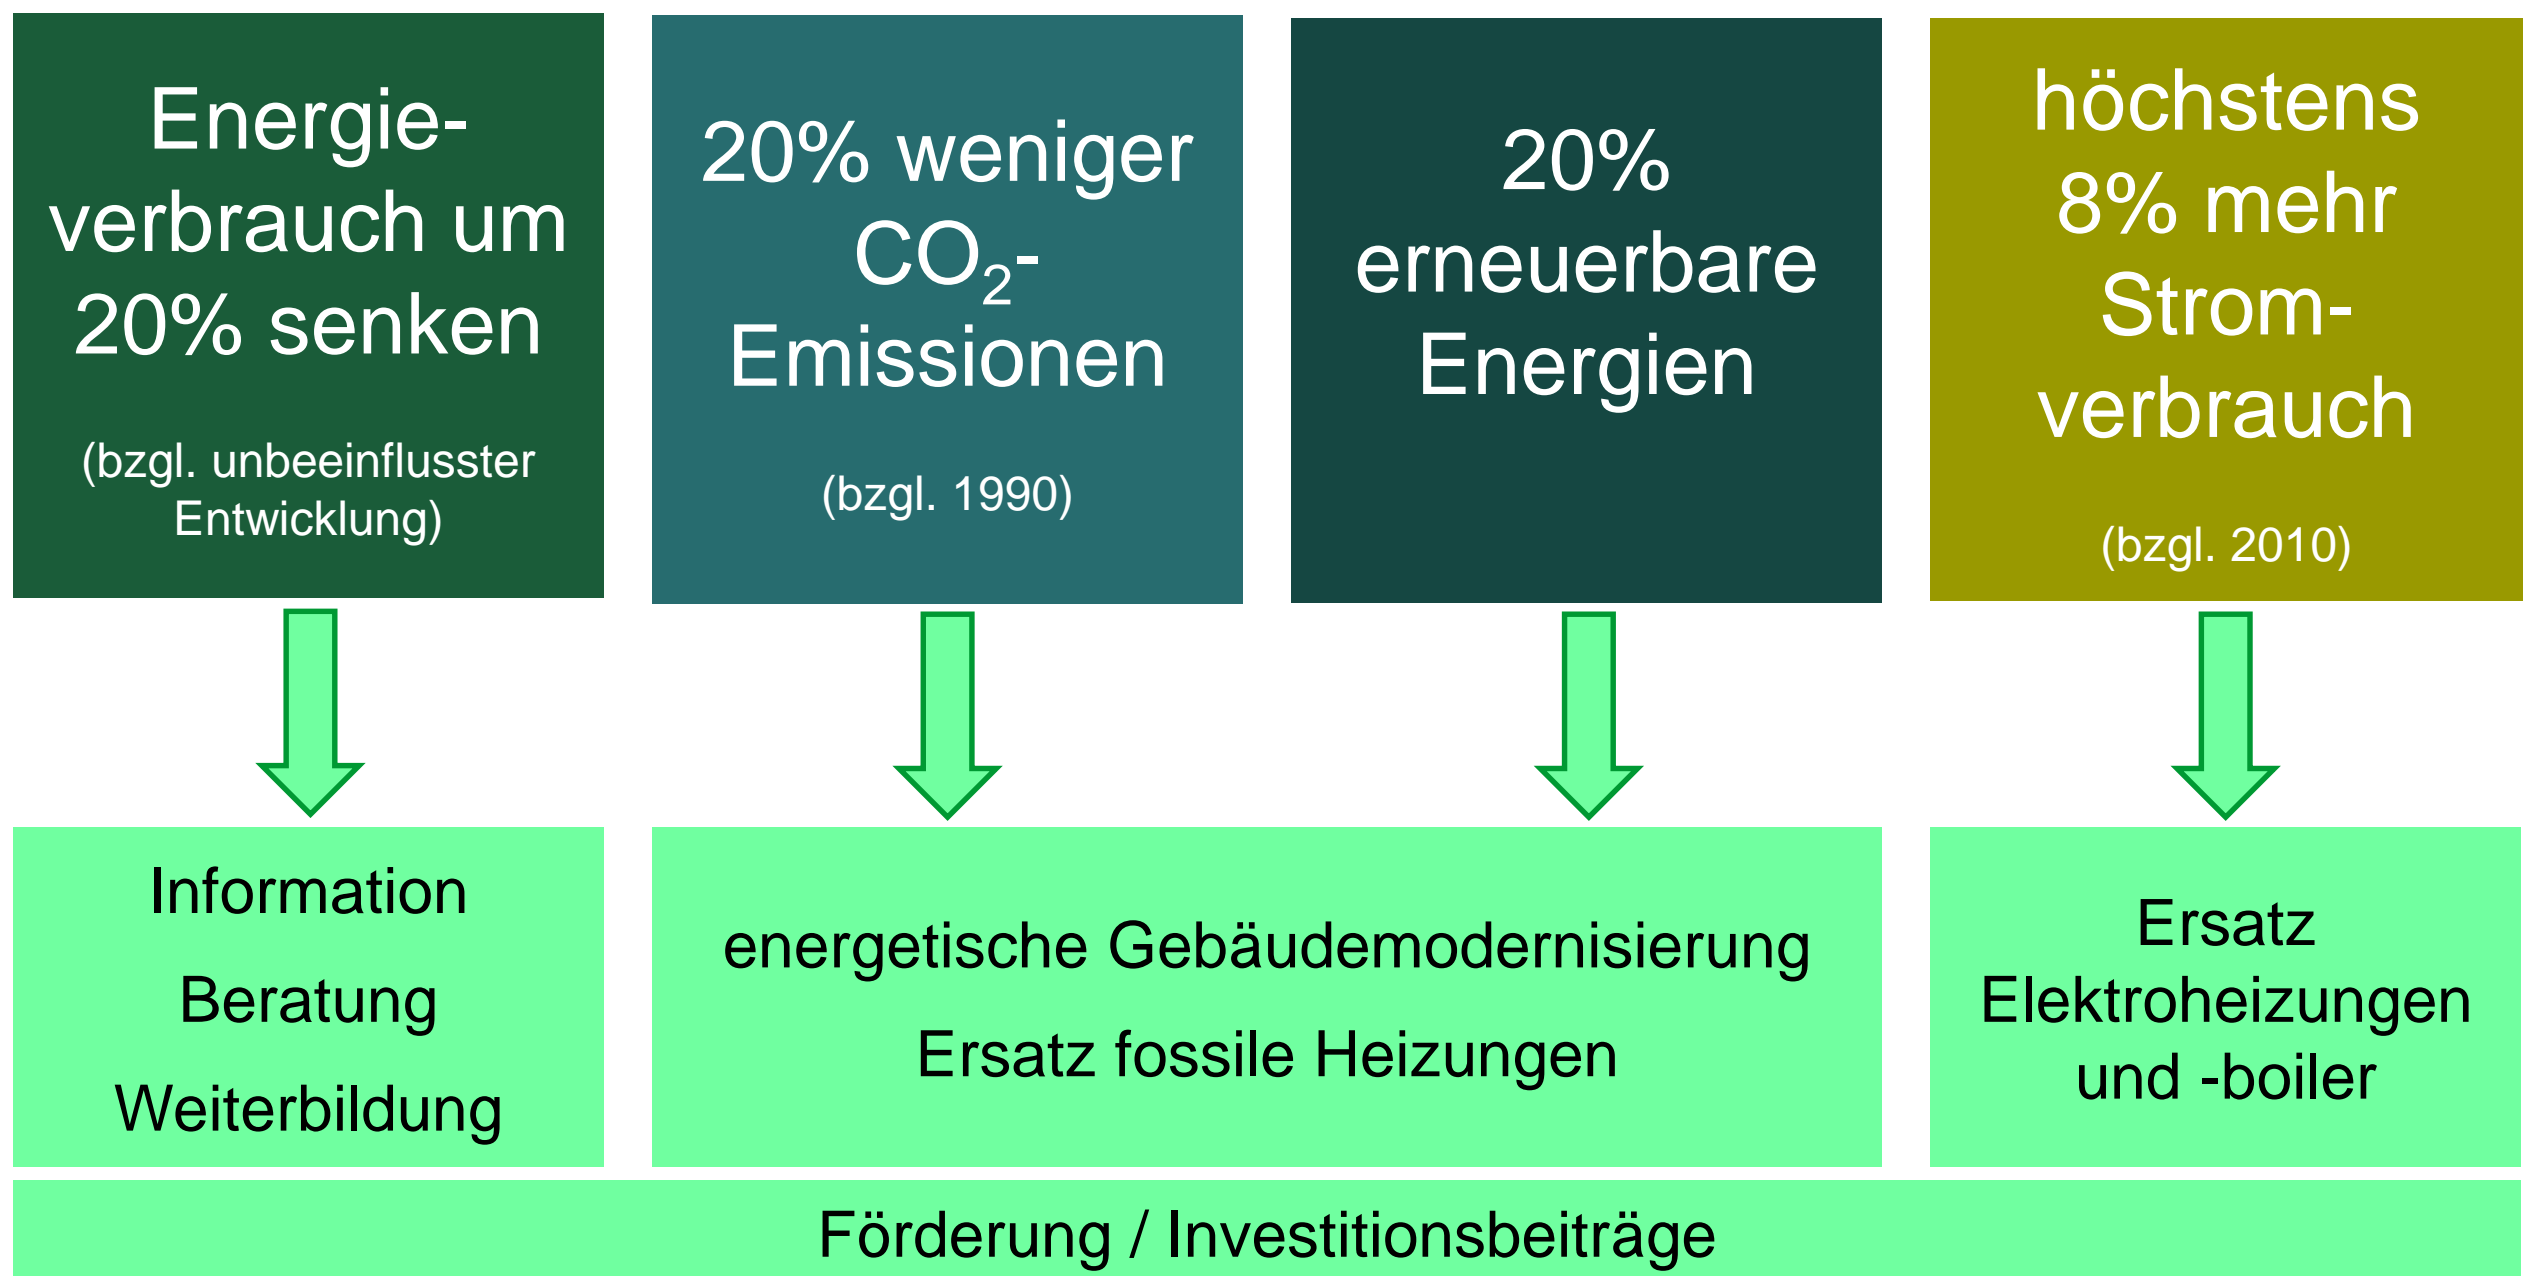 Energie-
verbrauch um
20% senken
(bzgl. unbeeinflusster
Entwicklung)
20% weniger
CO₂-
Emissionen
(bzgl. 1990)
20%
erneuerbare
Energien
höchstens
8% mehr
Strom-
verbrauch
(bzgl. 2010)
Information
Beratung
Weiterbildung
energetische Gebäudemodernisierung
Ersatz fossile Heizungen
Ersatz
Elektroheizungen
und -boiler
Förderung / Investitionsbeiträge